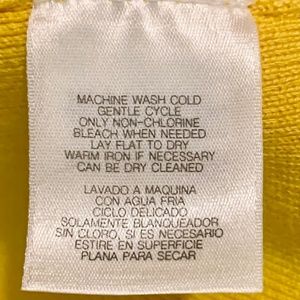 MACHINE WASH COLD
GENTLE CYCLE
ONLY NON-CHLORINE
BLEACH WHEN NEEDED
LAY FLAT TO DRY
WARM IRON IF NECESSARY
CAN BE DRY CLEANED
LAVADO A MAQUINA
CON AGUA FRIA
CICLO DELICADO
SOLAMENTE BLANQUEADOR
SIN CLORO, SI ES NECESARIO
ESTIRE EN SUPERFICIE
PLANA PARA SECAR